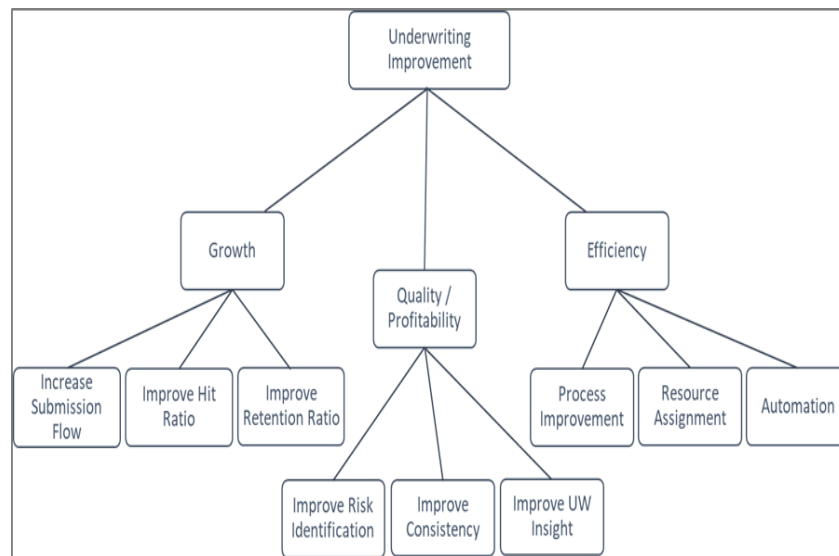 Underwriting
Improvement
Growth
Efficiency
Quality /
Profitability
Increase
Submission
Flow
Improve Hit
Ratio
Improve
Retention Ratio
Process
Improvement
Resource
Assignment
Automation
Improve Risk
Identification
Improve
Consistency
Improve UW
Insight